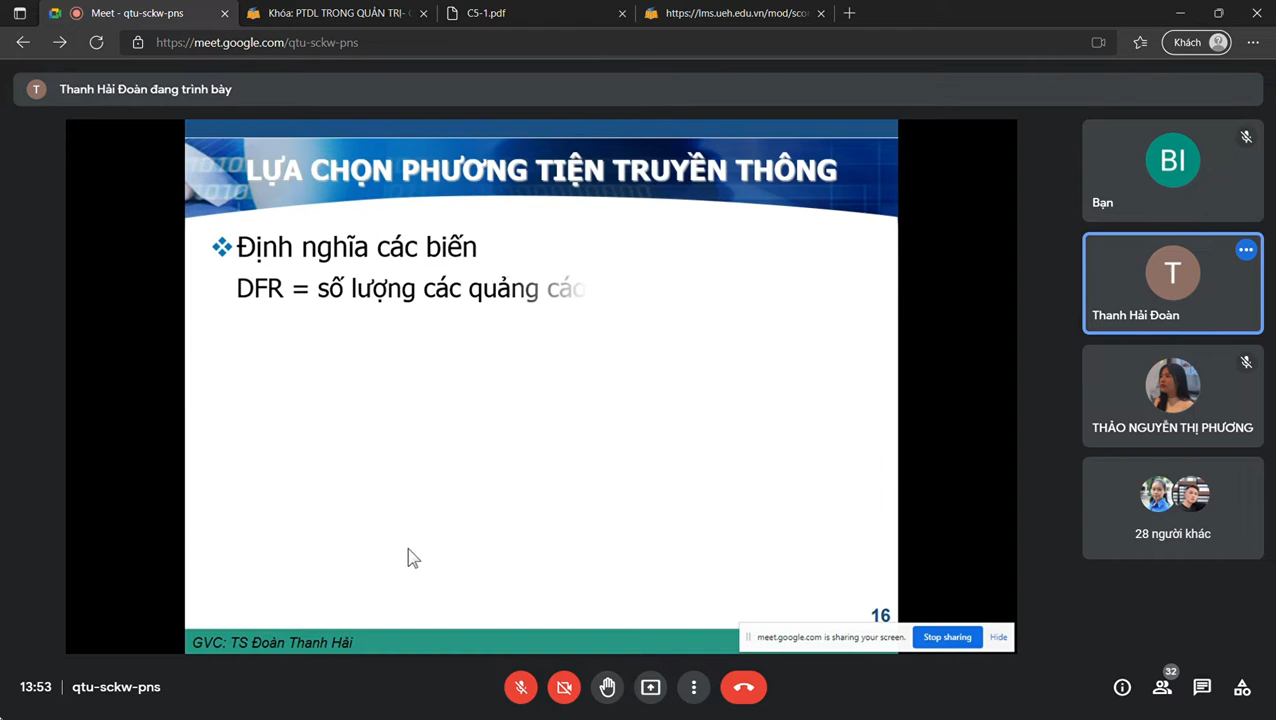 Meet - qtu-sckw-pns
Khóa: PTDL TRONG QUẢN TRỊ- C
C5-1.pdf
https://lms.ueh.edu.vn/mod/sco
https://meet.google.com/qtu-sckw-pns
Khách
T
Thanh Hải Đoàn đang trình bày
LỰA CHỌN PHƯƠNG TIỆN TRUYỀN THÔNG
Định nghĩa các biến
DFR = số lượng các quảng cáo
16
GVC: TS Đoàn Thanh Hải
meet.google.com is sharing your screen.
Stop sharing
Hide
BI
Bạn
T
Thanh Hải Đoàn
THẢO NGUYỄN THỊ PHƯƠNG
28 người khác
13:53
qtu-sckw-pns
32